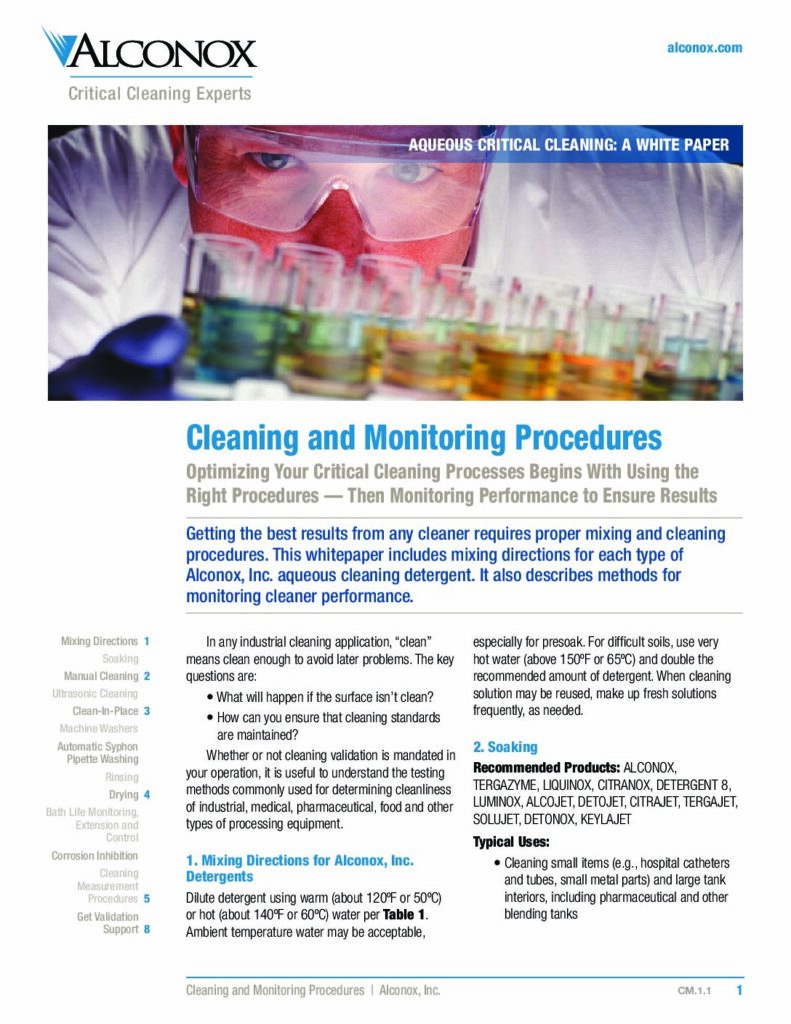 ALCONOX
Critical Cleaning Experts
alconox.com
AQUEOUS CRITICAL CLEANING: A WHITE PAPER
Cleaning and Monitoring Procedures
Optimizing Your Critical Cleaning Processes Begins With Using the
Right Procedures — Then Monitoring Performance to Ensure Results
Getting the best results from any cleaner requires proper mixing and cleaning
procedures. This whitepaper includes mixing directions for each type of
Alconox, Inc. aqueous cleaning detergent. It also describes methods for
monitoring cleaner performance.
Mixing Directions 1
Soaking
Manual Cleaning 2
Ultrasonic Cleaning
Clean-In-Place 3
Machine Washers
Automatic Syphon
Pipette Washing
Rinsing
Drying 4
Bath Life Monitoring,
Extension and
Control
Corrosion Inhibition
Cleaning
Measurement
Procedures 5
Get Validation
Support 8
In any industrial cleaning application, “clean”
means clean enough to avoid later problems. The key
questions are:
• What will happen if the surface isn’t clean?
• How can you ensure that cleaning standards
are maintained?
Whether or not cleaning validation is mandated in
your operation, it is useful to understand the testing
methods commonly used for determining cleanliness
of industrial, medical, pharmaceutical, food and other
types of processing equipment.
1. Mixing Directions for Alconox, Inc.
Detergents
Dilute detergent using warm (about 120ºF or 50ºC)
or hot (about 140ºF or 60ºC) water per Table 1.
Ambient temperature water may be acceptable,
especially for presoak. For difficult soils, use very
hot water (above 150ºF or 65ºC) and double the
recommended amount of detergent. When cleaning
solution may be reused, make up fresh solutions
frequently, as needed.
2. Soaking
Recommended Products: ALCONOX,
TERGAZYME, LIQUINOX, CITRANOX, DETERGENT 8,
LUMINOX, ALCOJET, DETOJET, CITRAJET, TERGAJET,
SOLUJET, DETONOX, KEYLAJET
Typical Uses:
• Cleaning small items (e.g., hospital catheters
and tubes, small metal parts) and large tank
interiors, including pharmaceutical and other
blending tanks
Cleaning and Monitoring Procedures | Alconox, Inc.
CM.1.1 1